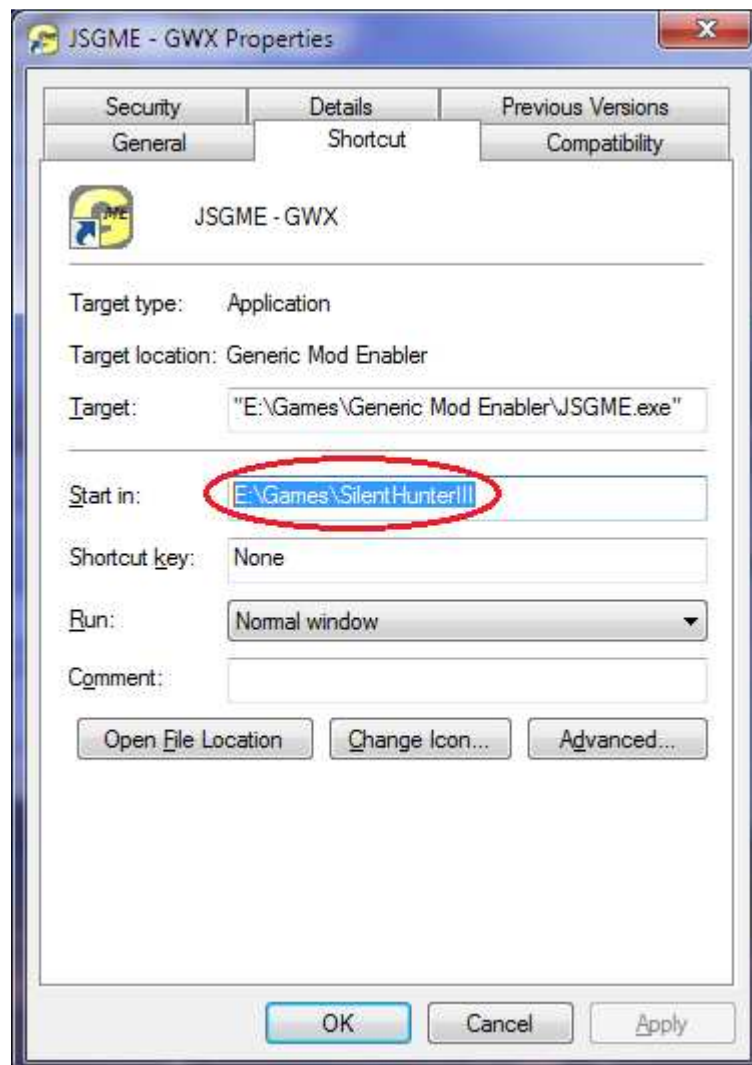 JSGME - GWX Properties
Security Details Previous Versions
General Shortcut Compatibility
ME
JSGME - GWX
Target type: Application
Target location: Generic Mod Enabler
Target: "E:\Games\Generic Mod Enabler\JSGME.exe"
Start in: E:\Games\SilentHunterIII
Shortcut key: None
Run: Normal window
Comment:
Open File Location Change Icon... Advanced...
OK Cancel Apply